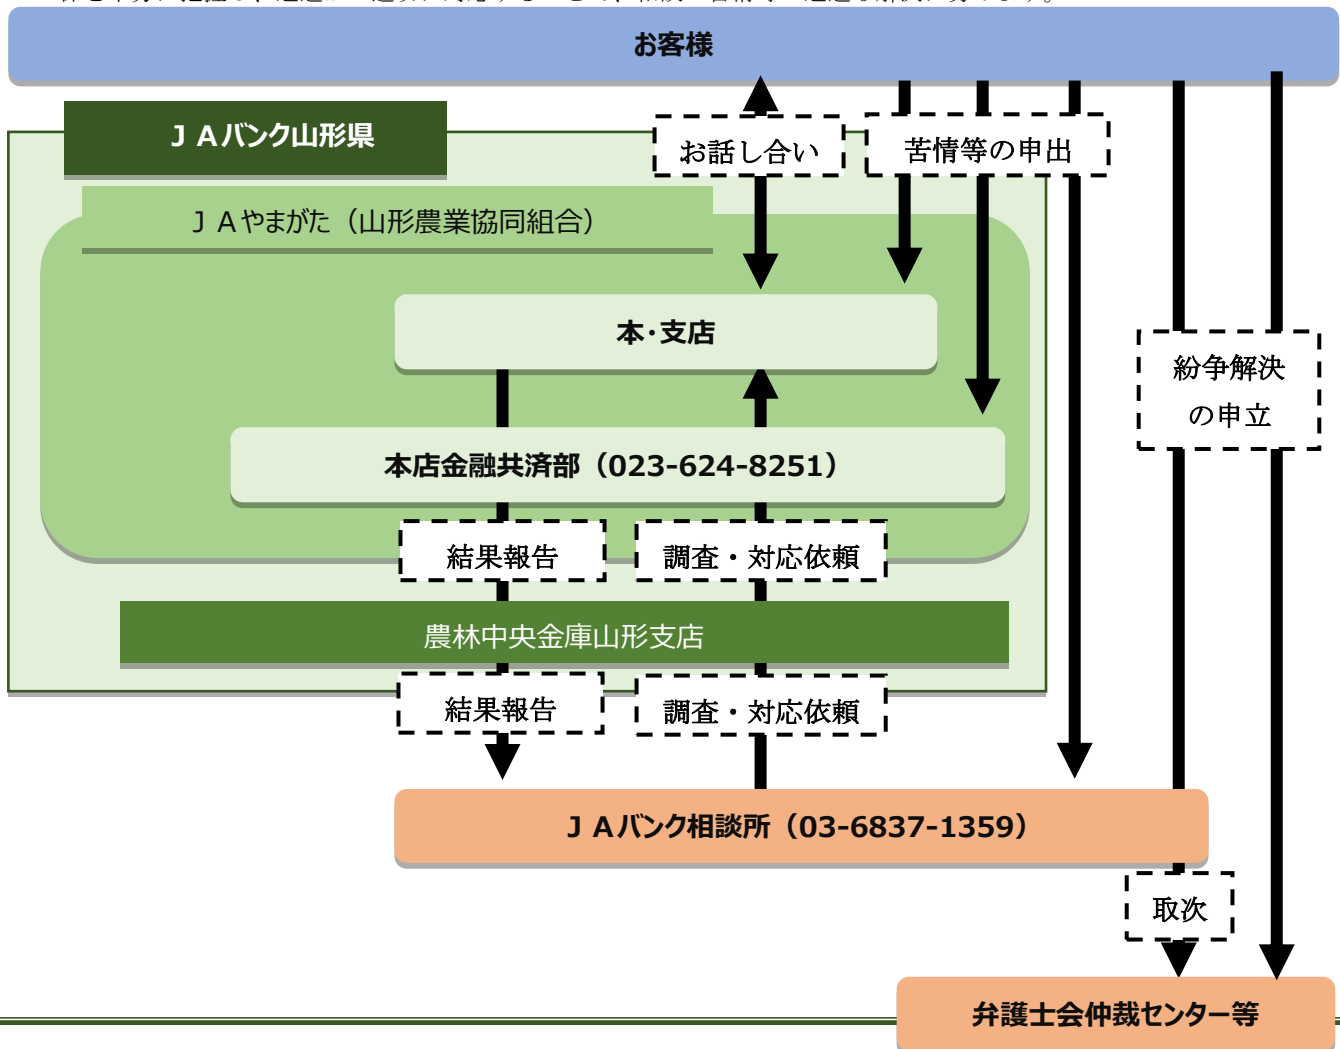 お客様
ＪＡバンク山形県
お話し合い
苦情等の申出
ＪＡやまがた（山形農業協同組合）
本・支店
紛争解決
の申立
本店金融共済部（023-624-8251）
結果報告
調査・対応依頼
農林中央金庫山形支店
結果報告
調査・対応依頼
ＪＡバンク相談所（03-6837-1359）
取次
弁護士会仲裁センター等